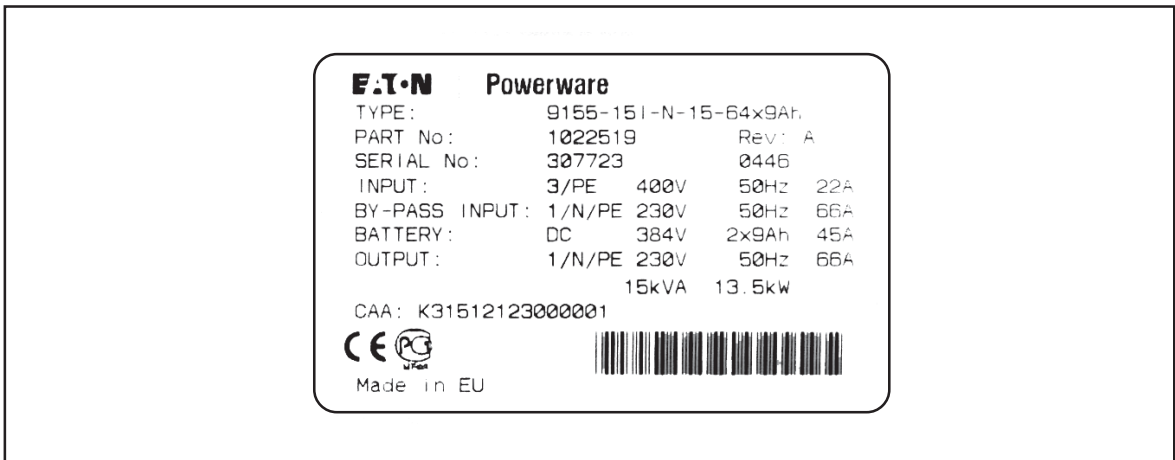 EATON Powerware
TYPE: 9155-15I-N-15-64x9Ah
PART No: 1022519 Rev: A
SERIAL No: 307723 0446
INPUT: 3/PE 400V 50Hz 22A
BY-PASS INPUT: 1/N/PE 230V 50Hz 66A
BATTERY: DC 384V 2x9Ah 45A
OUTPUT: 1/N/PE 230V 50Hz 66A
15kVA 13.5kW
CAA: K31512123000001
CE
Made in EU